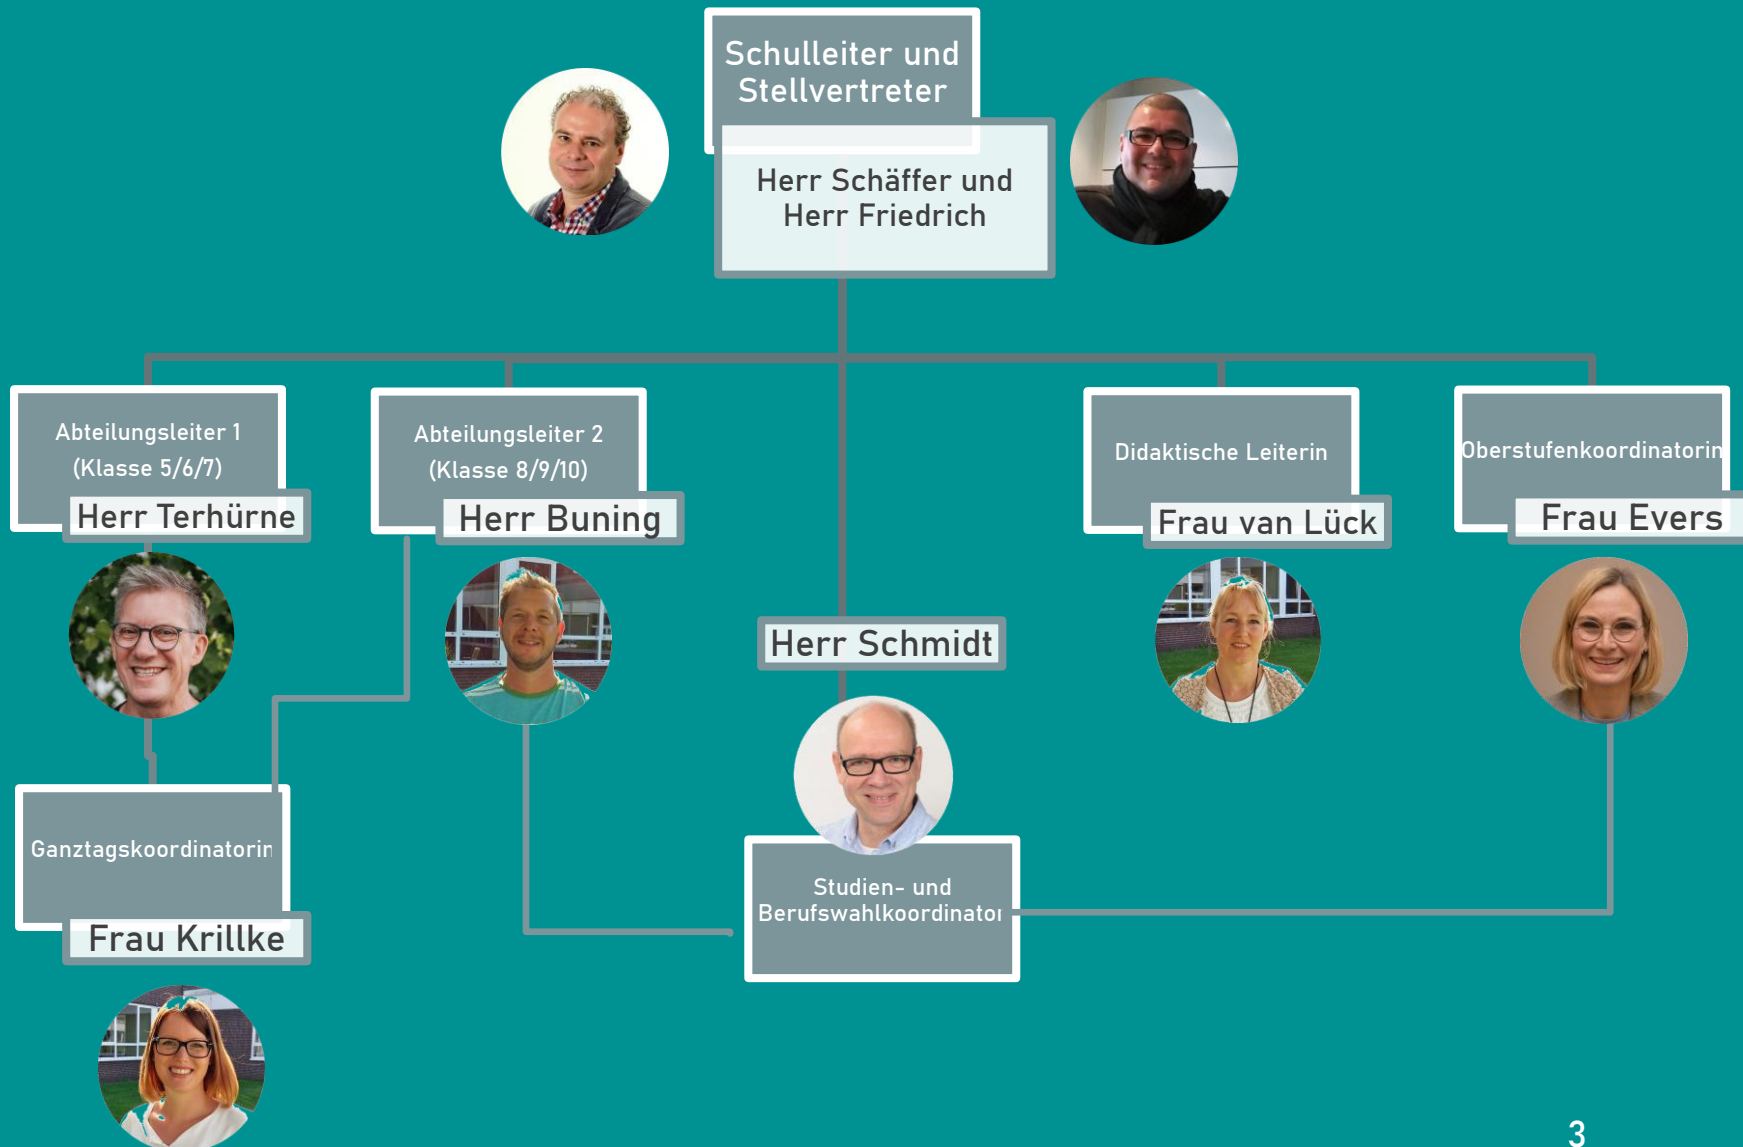 Schulleiter und
Stellvertreter
Herr Schäffer und
Herr Friedrich
Abteilungsleiter 1
(Klasse 5/6/7)
Herr Terhürne
Abteilungsleiter 2
(Klasse 8/9/10)
Herr Buning
Didaktische Leiterin
Frau van Lück
Oberstufenkoordinatorin
Frau Evers
Herr Schmidt
Studien- und
Berufswahlkoordinator
Ganztagskoordinatorin
Frau Krillke
3